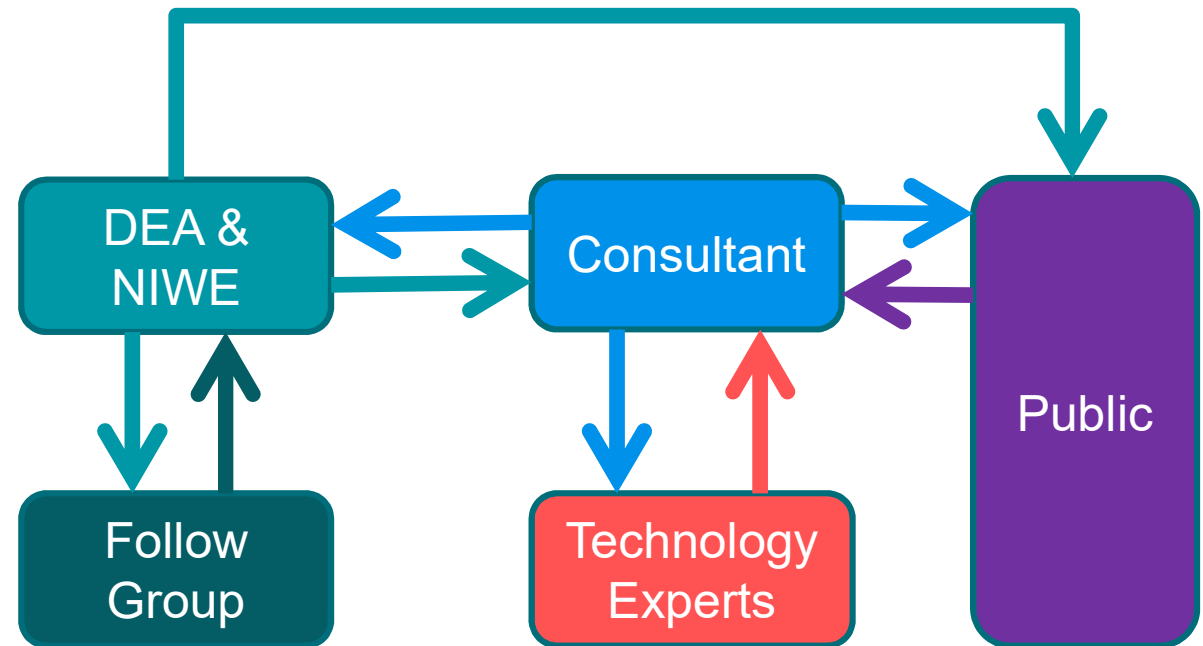 DEA &
NIWE
Consultant
Public
Follow
Group
Technology
Experts